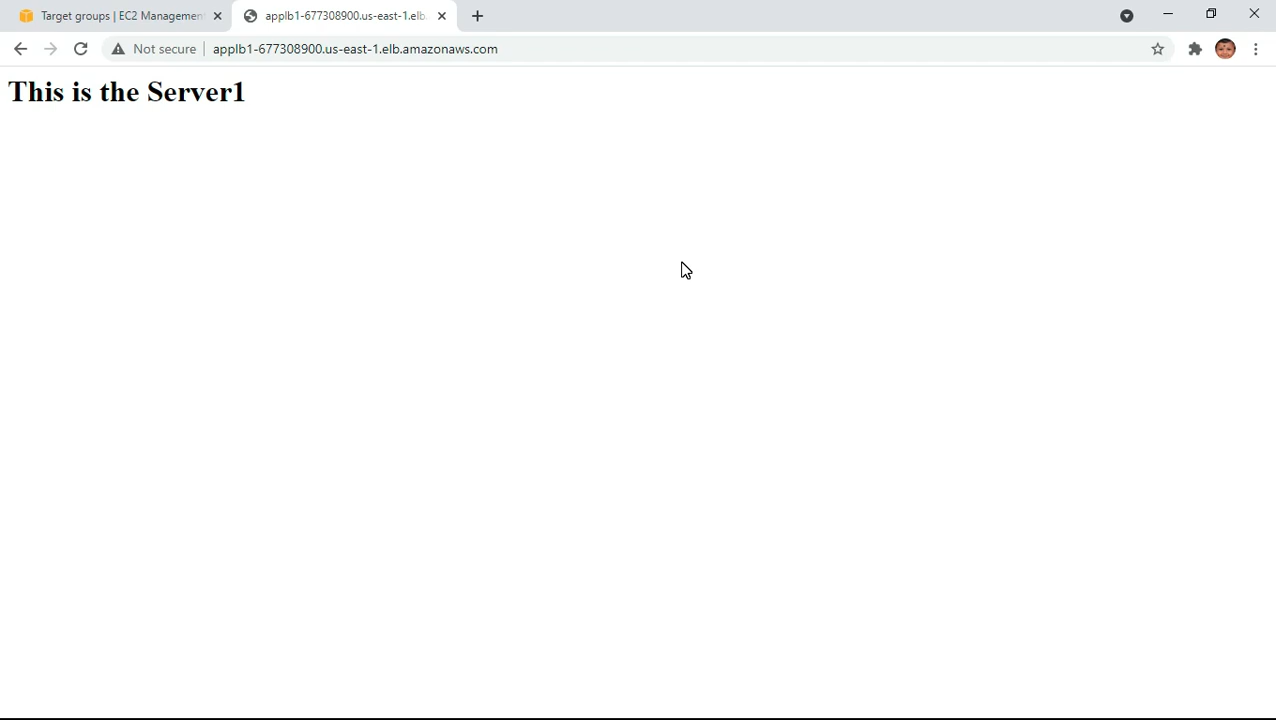 Target groups | EC2 Managemen
applb1-677308900.us-east-1.elb.
Not secure
applb1-677308900.us-east-1.elb.amazonaws.com
This is the Server1